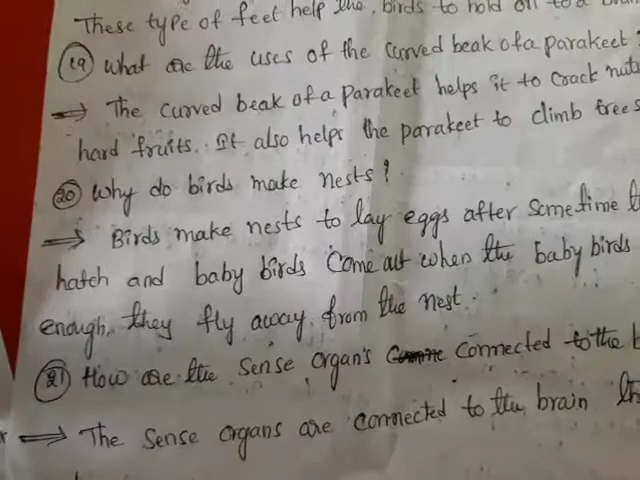 These type of feet help the birds to hold on to a
(19) What are the uses of the curved beak of a parakeet?
⇒ The curved beak of a parakeet helps it to crack nuts
hard fruits. It also helps the parakeet to climb trees
(20) Why do birds make nests?
⇒ Birds make nests to lay eggs after sometime
hatch and baby birds come out when the baby birds
enough, they fly away from the nest.
(21) How are the sense organ's connected to the
⇒ The sense organs are connected to the brain